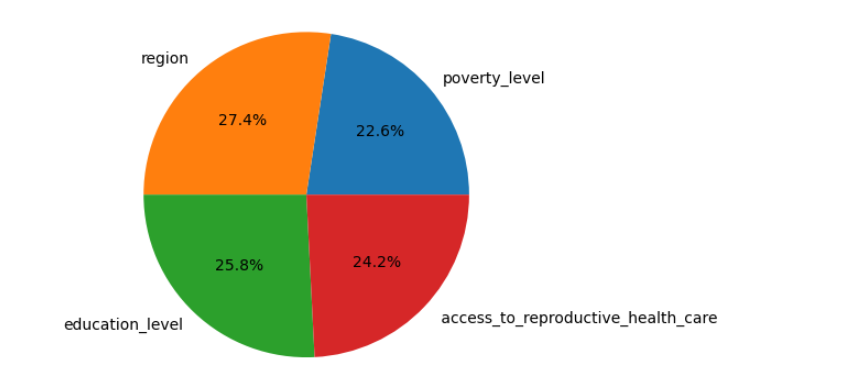 region
poverty_level
27.4%
22.6%
25.8%
24.2%
education_level
access_to_reproductive_health_care